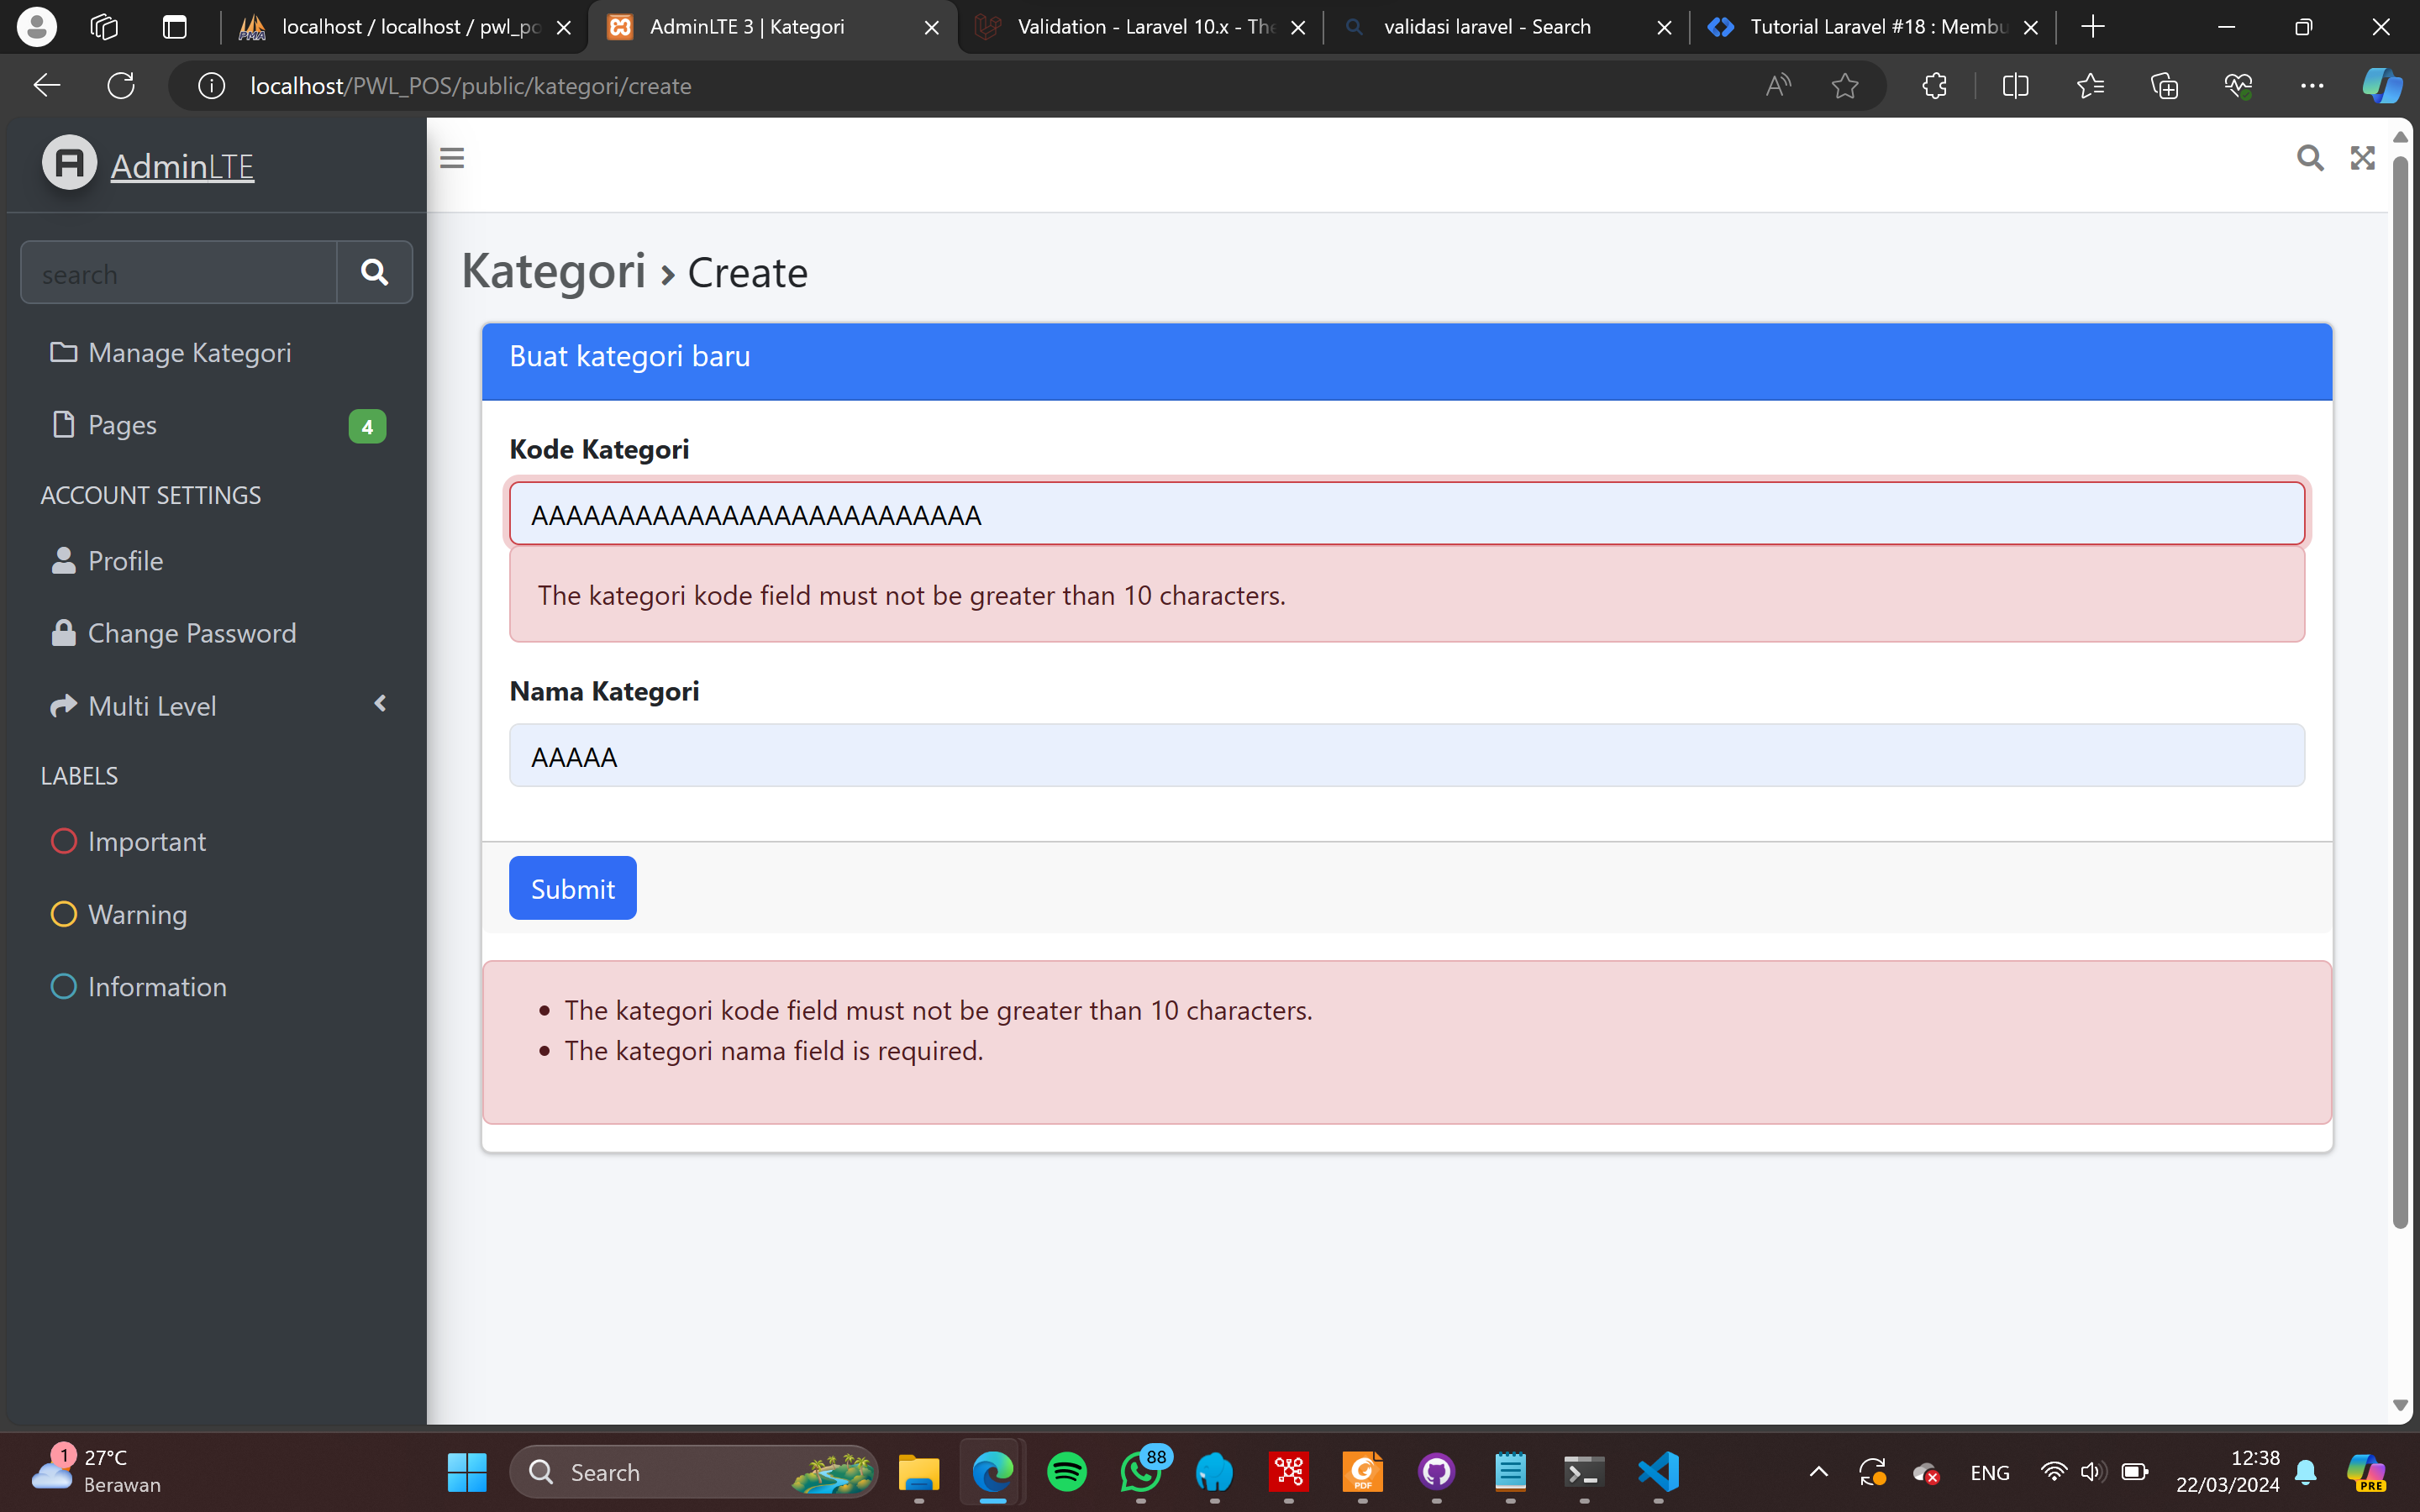 localhost / localhost / pwl_po
AdminLTE 3 | Kategori
Validation - Laravel 10.x - The
validasi laravel - Search
Tutorial Laravel #18 : Membu
localhost/PWL_POS/public/kategori/create
AdminLTE
search
Manage Kategori
Pages 4
ACCOUNT SETTINGS
Profile
Change Password
Multi Level
LABELS
Important
Warning
Information
Kategori › Create
Buat kategori baru
Kode Kategori
AAAAAAAAAAAAAAAAAAAAAAAAAA
The kategori kode field must not be greater than 10 characters.
Nama Kategori
AAAAA
Submit
• The kategori kode field must not be greater than 10 characters.
• The kategori nama field is required.
1
27°C
Berawan
Search
88
PDF
ENG
12:38
22/03/2024
PRE